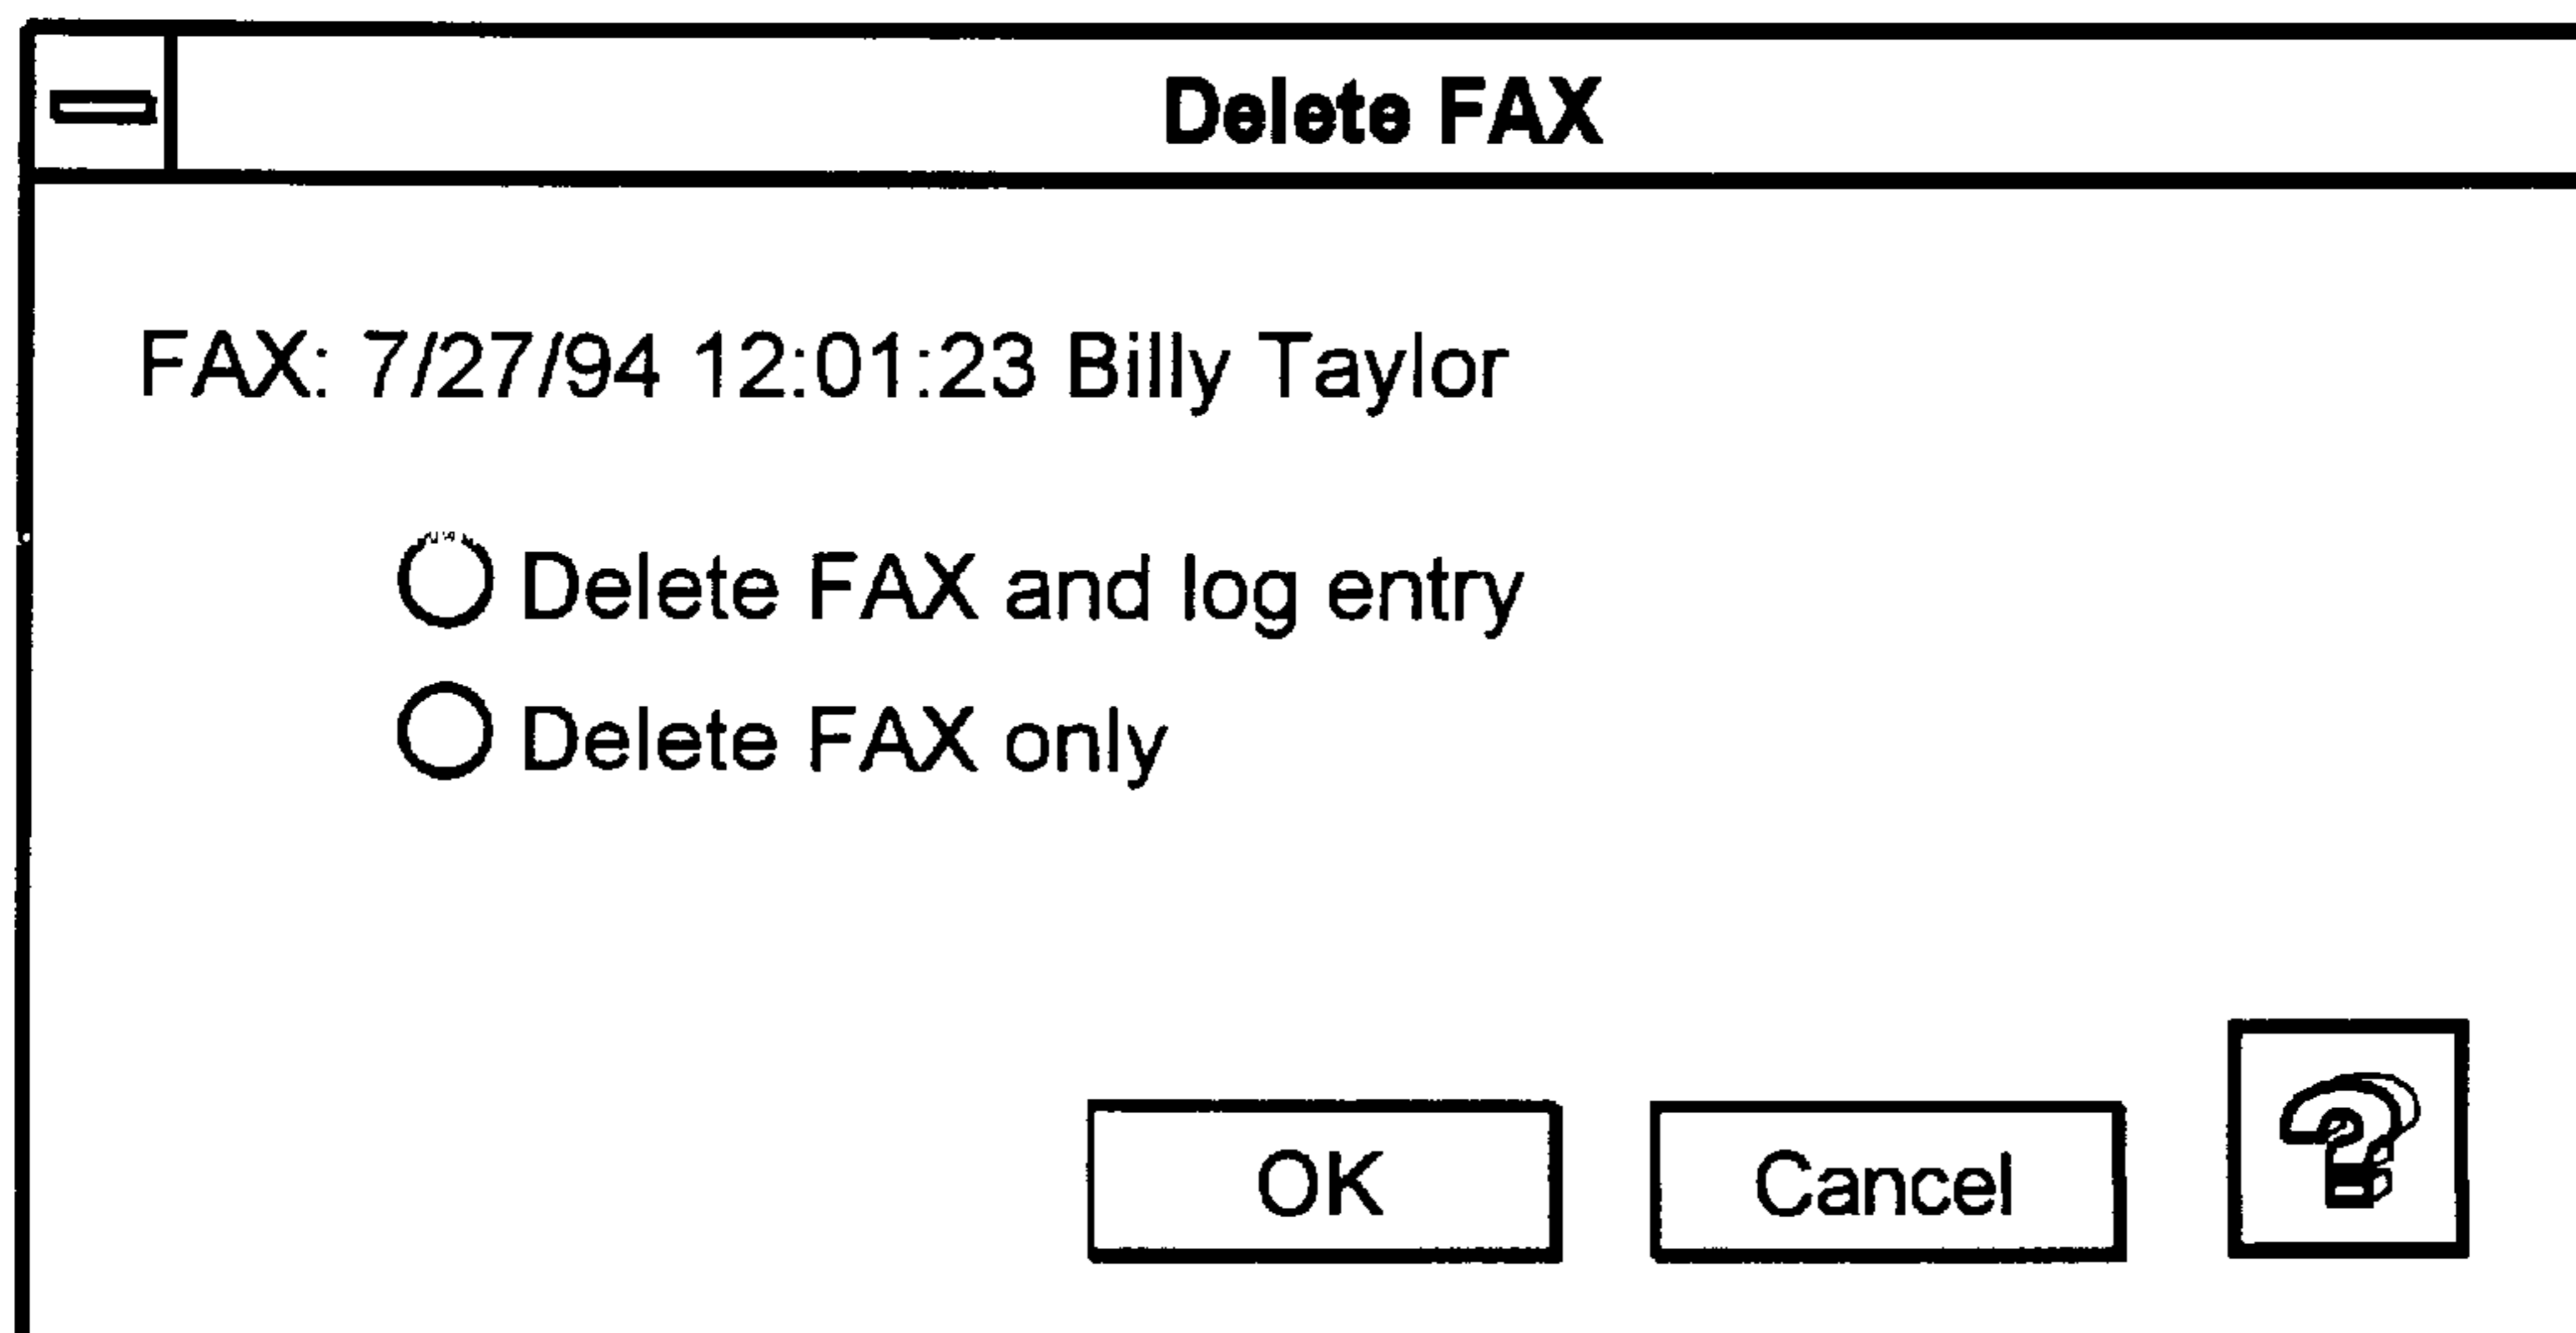 Delete FAX
FAX: 7/27/94 12:01:23 Billy Taylor
Delete FAX and log entry
Delete FAX only
OK
Cancel
?